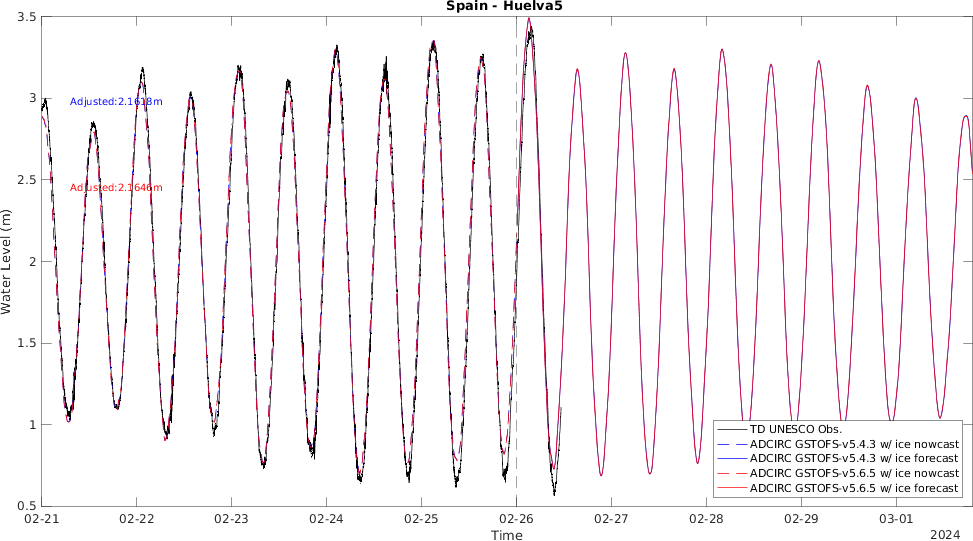 Spain - Huelva5
3.5
3
2.5
2
1.5
1
0.5
Water Level (m)
Adjusted:2.1618m
Adjusted:2.1646m
TD UNESCO Obs.
ADCIRC GSTOFS-v5.4.3 w/ ice nowcast
ADCIRC GSTOFS-v5.4.3 w/ ice forecast
ADCIRC GSTOFS-v5.6.5 w/ ice nowcast
ADCIRC GSTOFS-v5.6.5 w/ ice forecast
02-21 02-22 02-23 02-24 02-25 02-26 02-27 02-28 02-29 03-01
Time
2024